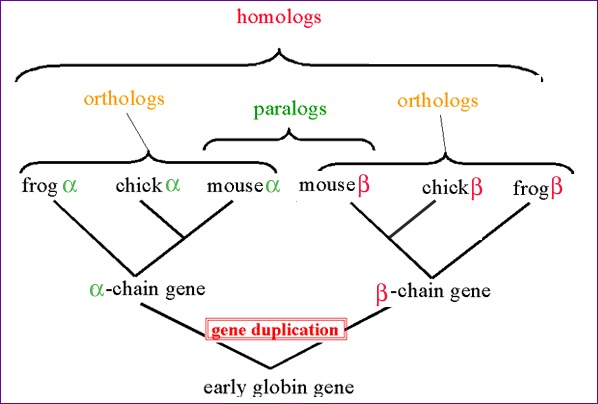 homologs
orthologs
paralogs
orthologs
frog α
chick α
mouse α
mouse β
chick β
frog β
α-chain gene
β-chain gene
gene duplication
early globin gene